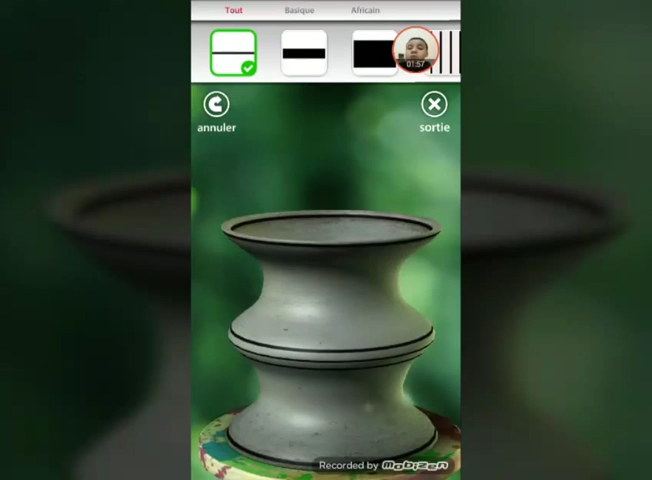 Tout Basique Africain
01:57
annuler sortie
Recorded by mobizen